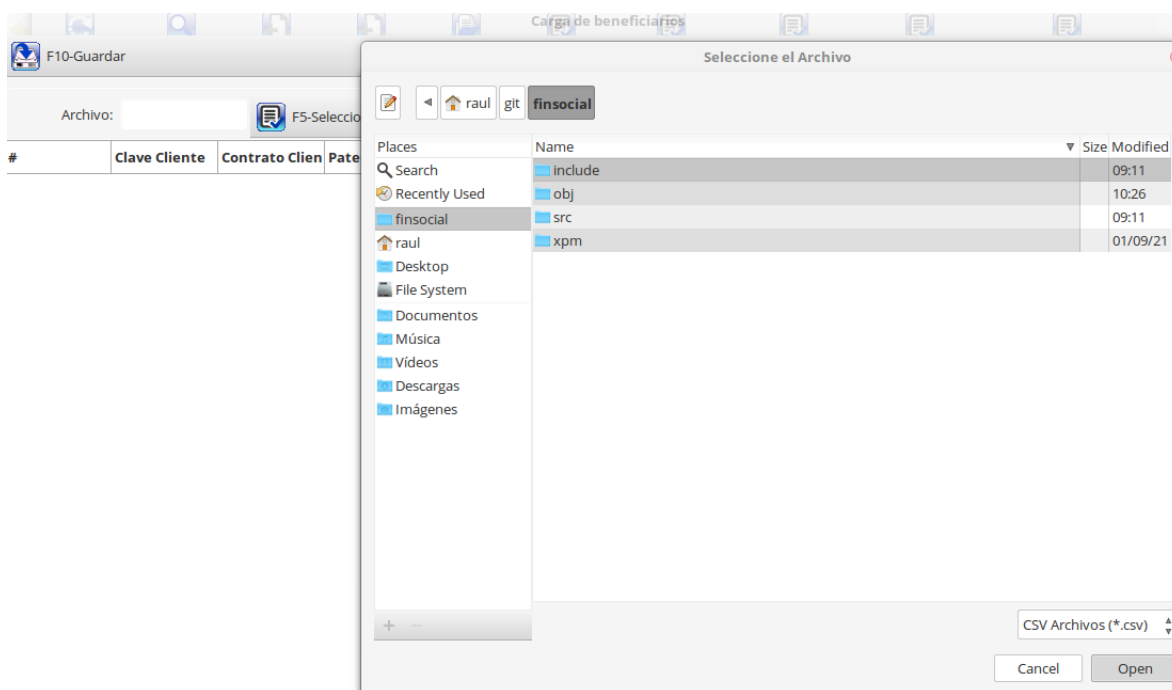 Carga de beneficiarios
F10-Guardar
Archivo:
F5-Seleccio
#
Clave Cliente
Contrato Clien
Pate
Seleccione el Archivo
raul
git
finsocial
Places
Search
Recently Used
finsocial
raul
Desktop
File System
Documentos
Música
Vídeos
Descargas
Imágenes
Name
Size
Modified
include
09:11
obj
10:26
src
09:11
xpm
01/09/21
CSV Archivos (*.csv)
Cancel
Open